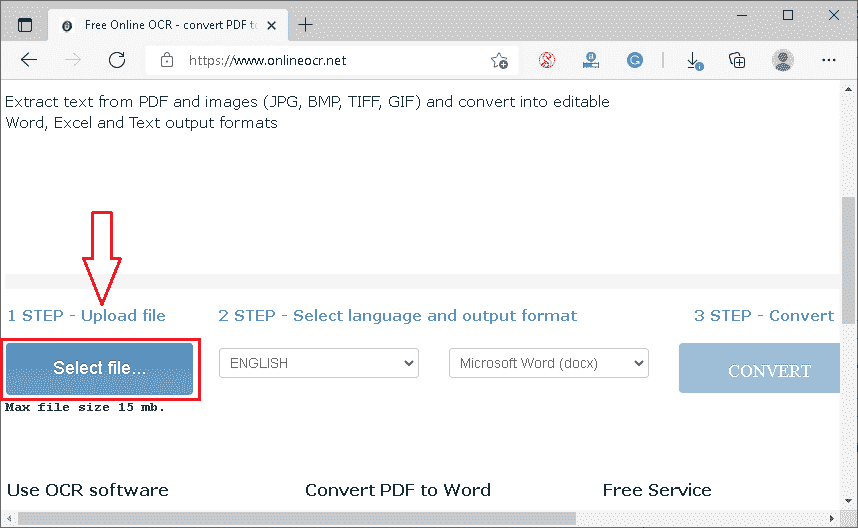 Free Online OCR - convert PDF to
https://www.onlineocr.net
Extract text from PDF and images (JPG, BMP, TIFF, GIF) and convert into editable
Word, Excel and Text output formats
1 STEP - Upload file
2 STEP - Select language and output format
3 STEP - Convert
Select file...
ENGLISH
Microsoft Word (docx)
CONVERT
Max file size 15 mb.
Use OCR software
Convert PDF to Word
Free Service